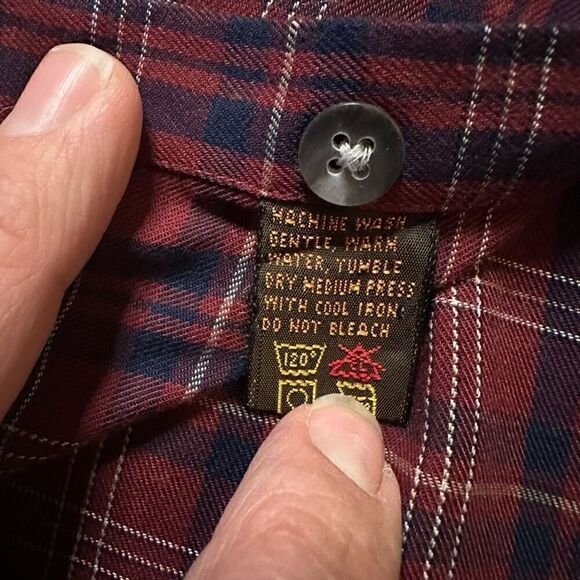 MACHINE WASH
GENTLE, WARM
WATER, TUMBLE
DRY MEDIUM PRESS
WITH COOL IRON
DO NOT BLEACH
120°